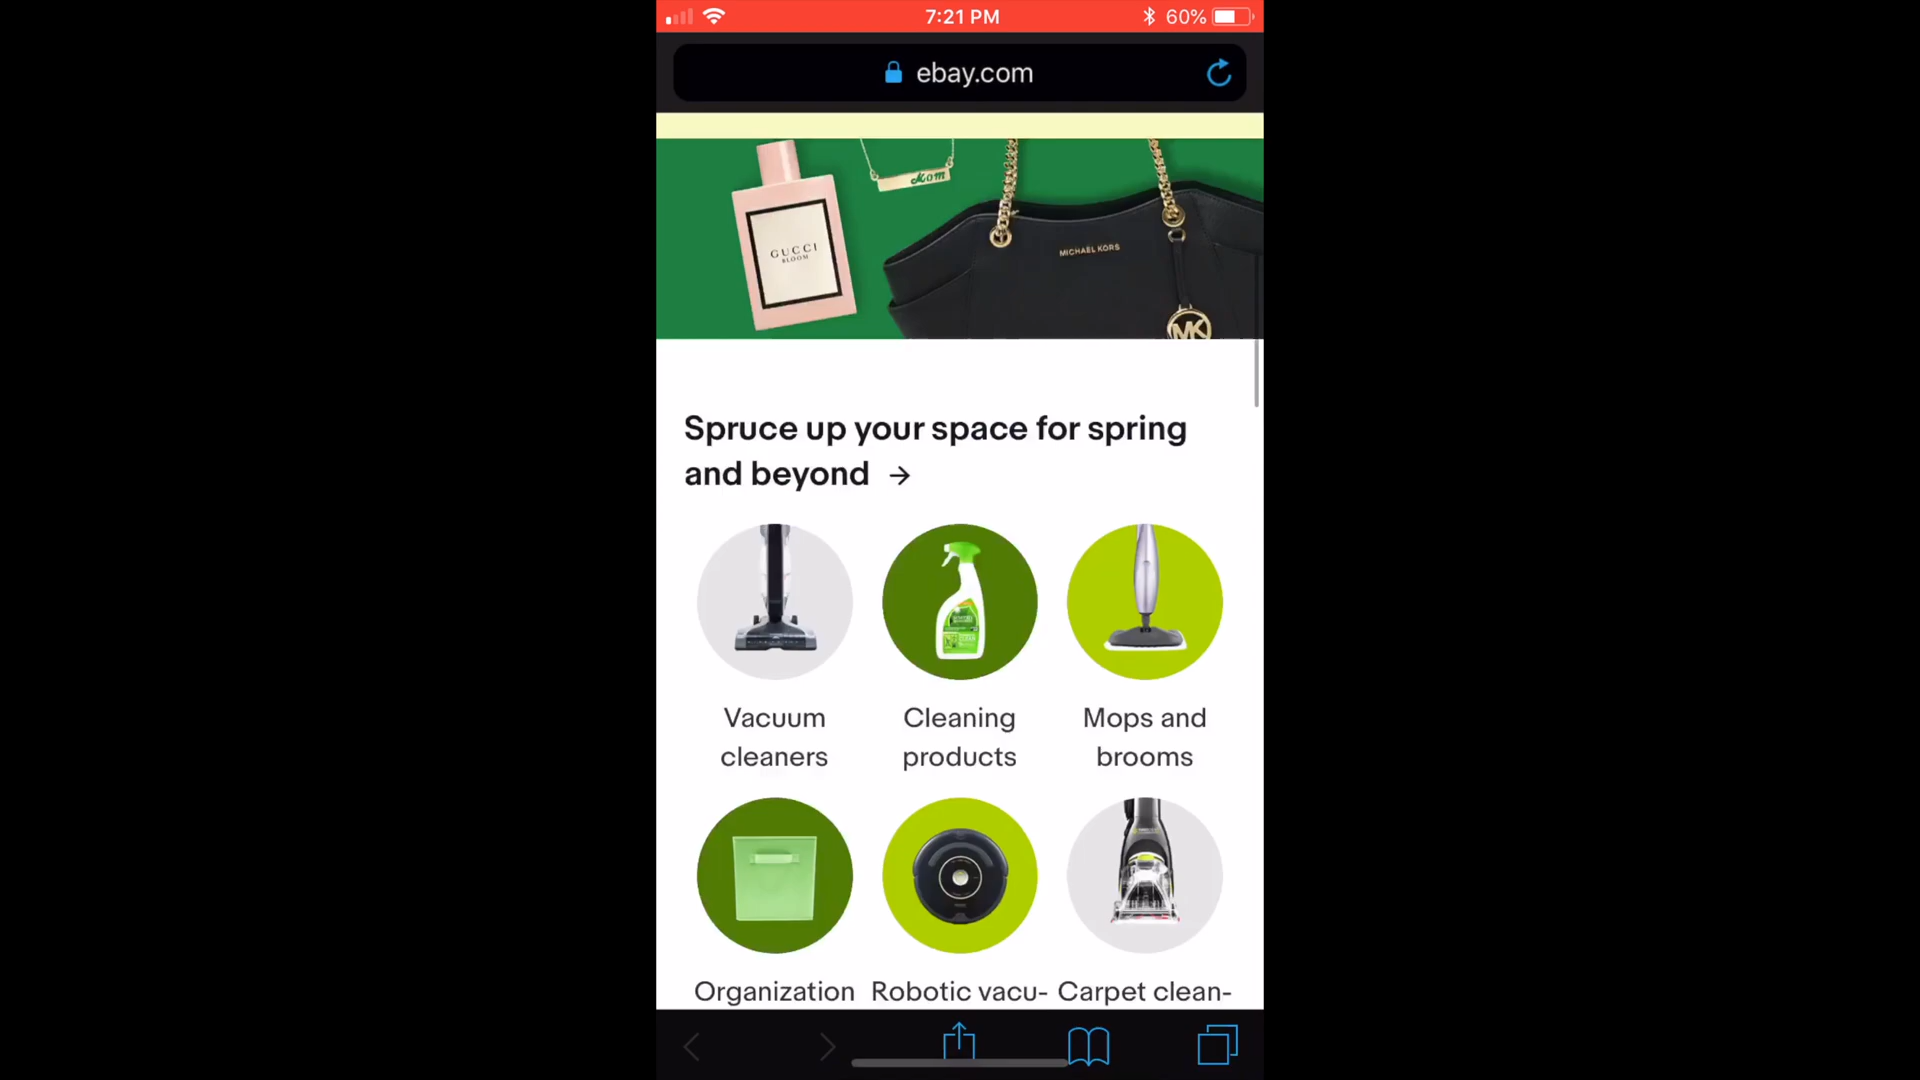 7:21 PM
60%
ebay.com
Mom
GUCCI
BLOOM
MICHAEL KORS
MK
Spruce up your space for spring
and beyond →
Vacuum
cleaners
Cleaning
products
Mops and
brooms
Organization
Robotic vacu-
Carpet clean-